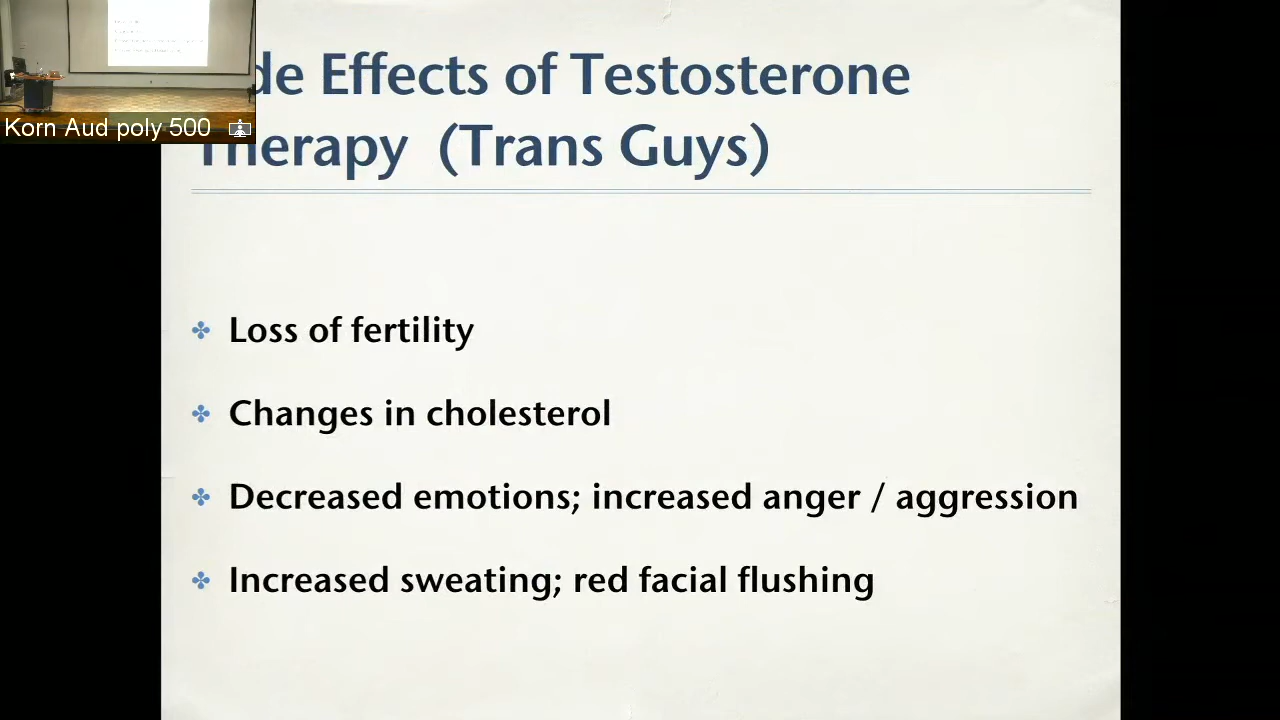 Korn Aud poly 500
de Effects of Testosterone
Therapy (Trans Guys)
Loss of fertility
Changes in cholesterol
Decreased emotions; increased anger / aggression
Increased sweating; red facial flushing